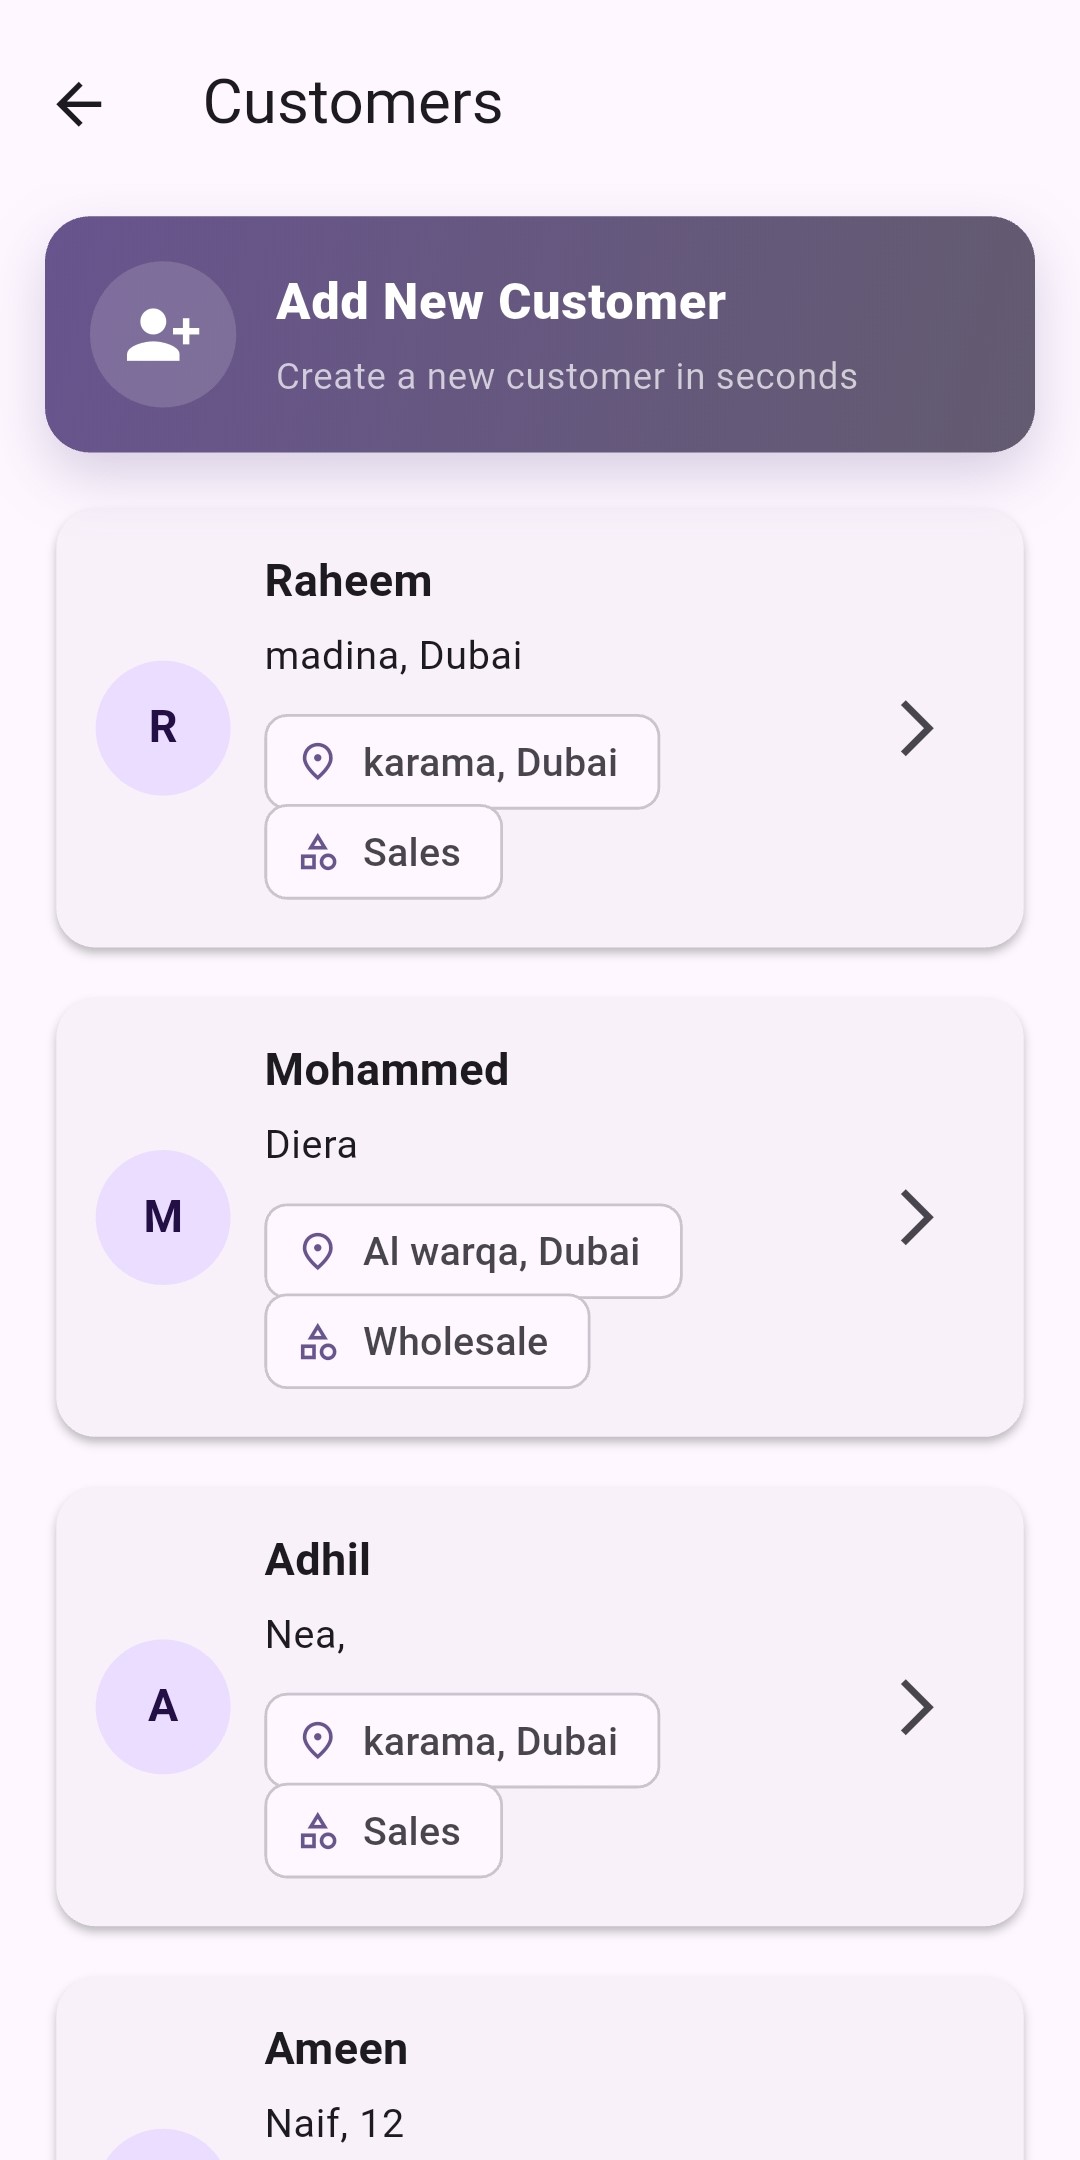 Customers
Add New Customer
Create a new customer in seconds
Raheem
madina, Dubai
R
karama, Dubai
Sales
Mohammed
Diera
M
Al warqa, Dubai
Wholesale
Adhil
Nea,
A
karama, Dubai
Sales
Ameen
Naif, 12